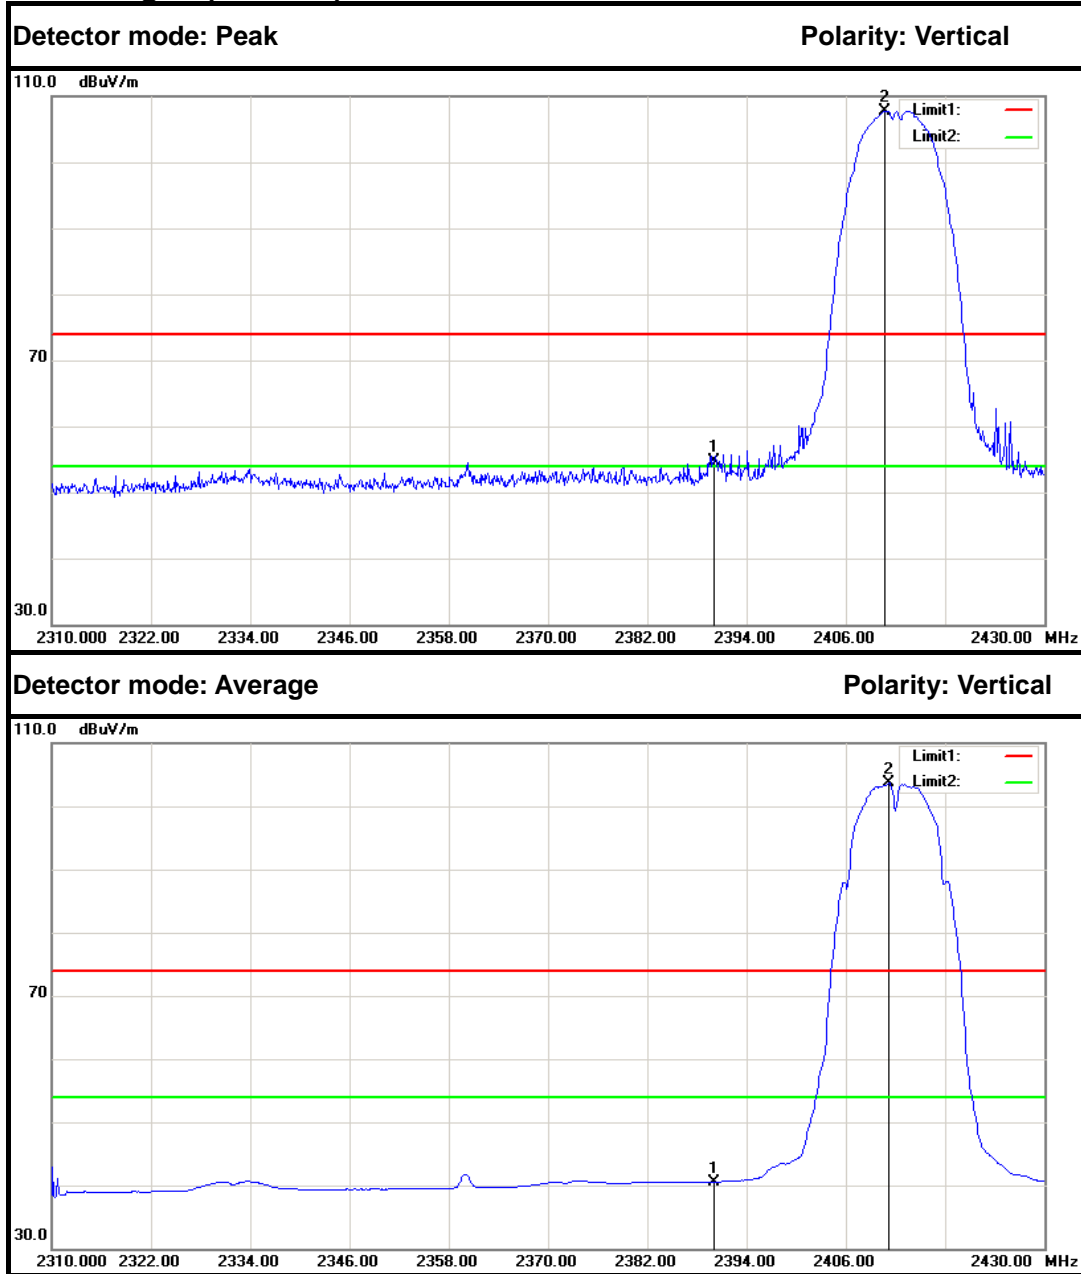 Detector mode: Peak Polarity: Vertical
110.0 dBuV/m
2
Limit1:
Limit2:
70
1
30.0
2310.000 2322.00 2334.00 2346.00 2358.00 2370.00 2382.00 2394.00 2406.00 2430.00 MHz
Detector mode: Average Polarity: Vertical
110.0 dBuV/m
2
Limit1:
Limit2:
70
1
30.0
2310.000 2322.00 2334.00 2346.00 2358.00 2370.00 2382.00 2394.00 2406.00 2430.00 MHz